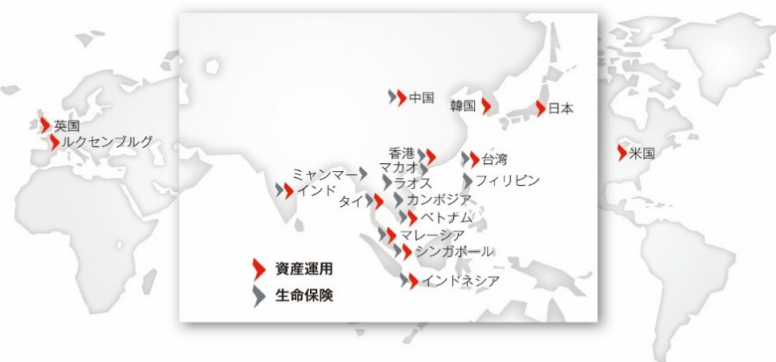 中国
韓国
日本
英国
ルクセンブルグ
米国
香港
台湾
マカオ
ミャンマー
ラオス
フィリピン
インド
タイ
カンボジア
ベトナム
マレーシア
シンガポール
インドネシア
資産運用
生命保険